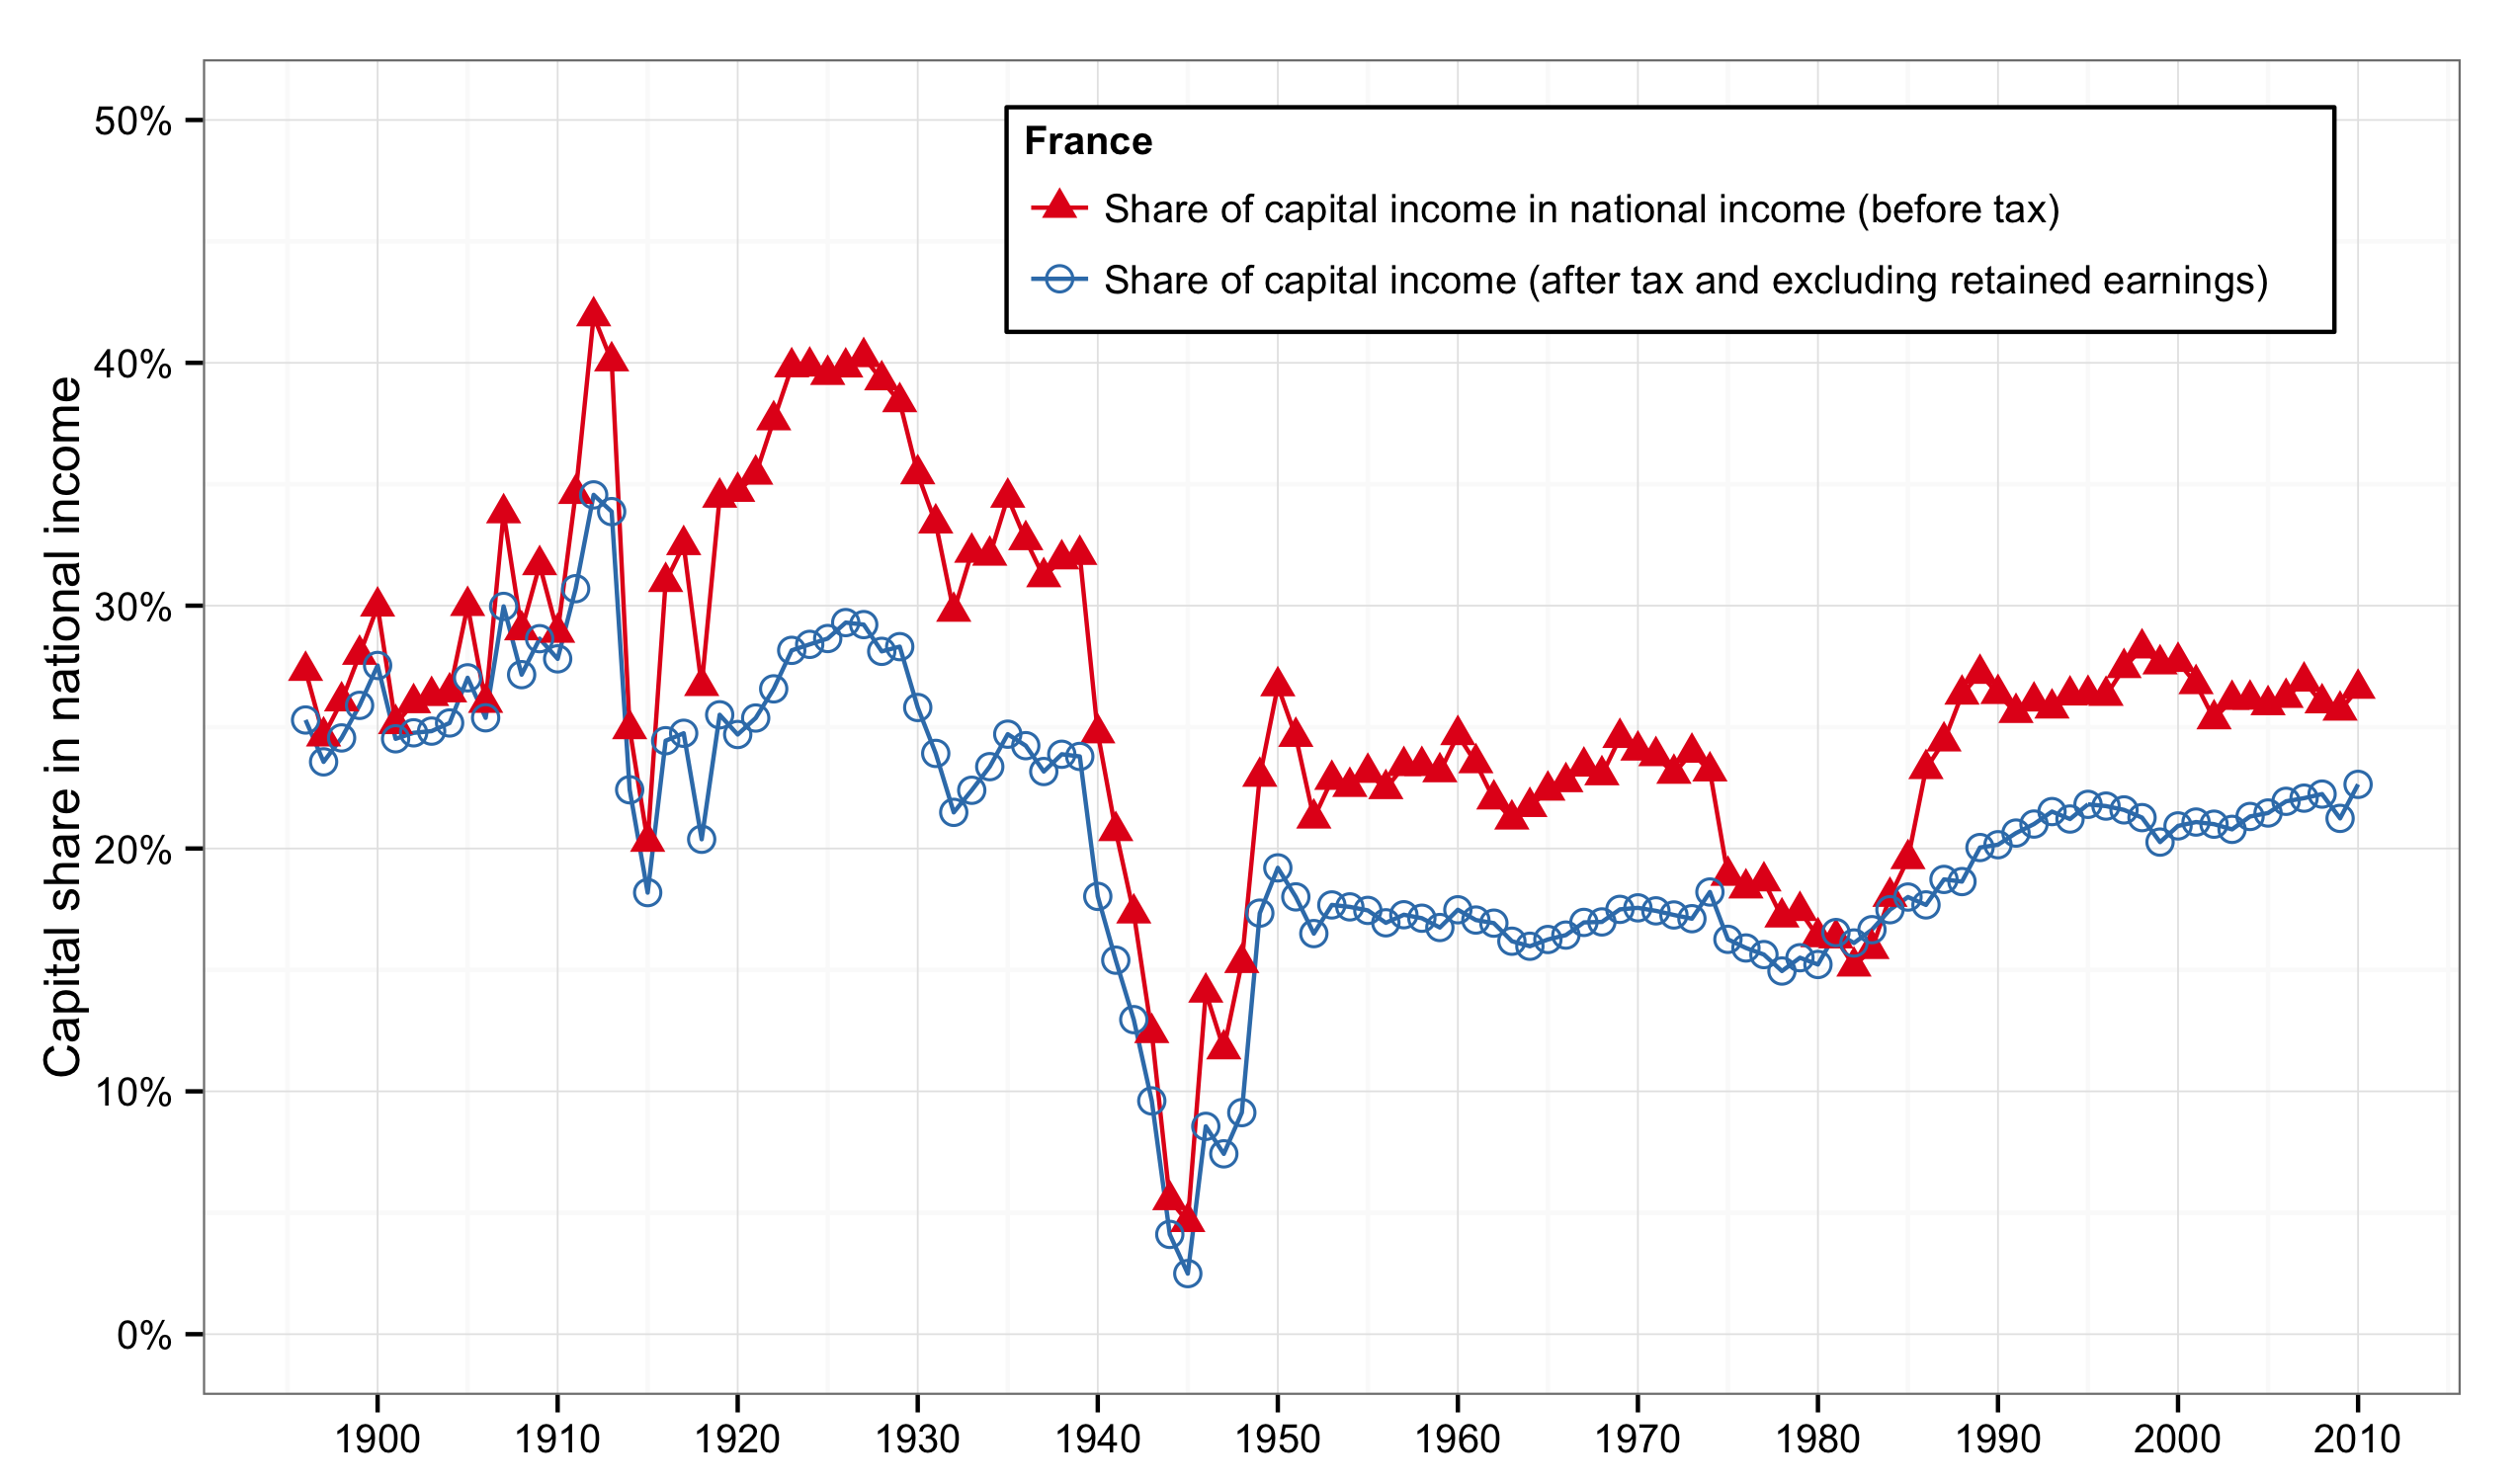 France
Share of capital income in national income (before tax)
Share of capital income (after tax and excluding retained earnings)
Capital share in national income
50%
40%
30%
20%
10%
0%
1900 1910 1920 1930 1940 1950 1960 1970 1980 1990 2000 2010